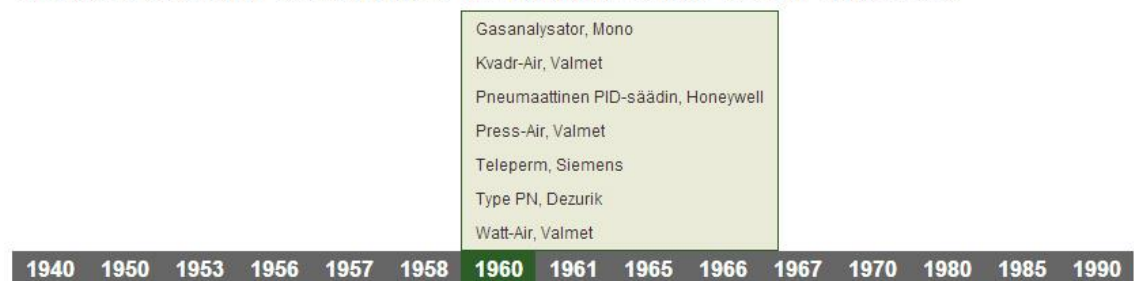 Gasanalysator, Mono
Kvadr-Air, Valmet
Pneumaattinen PID-säädin, Honeywell
Press-Air, Valmet
Teleperm, Siemens
Type PN, Dezurik
Watt-Air, Valmet
1940 1950 1953 1956 1957 1958 1960 1961 1965 1966 1967 1970 1980 1985 1990